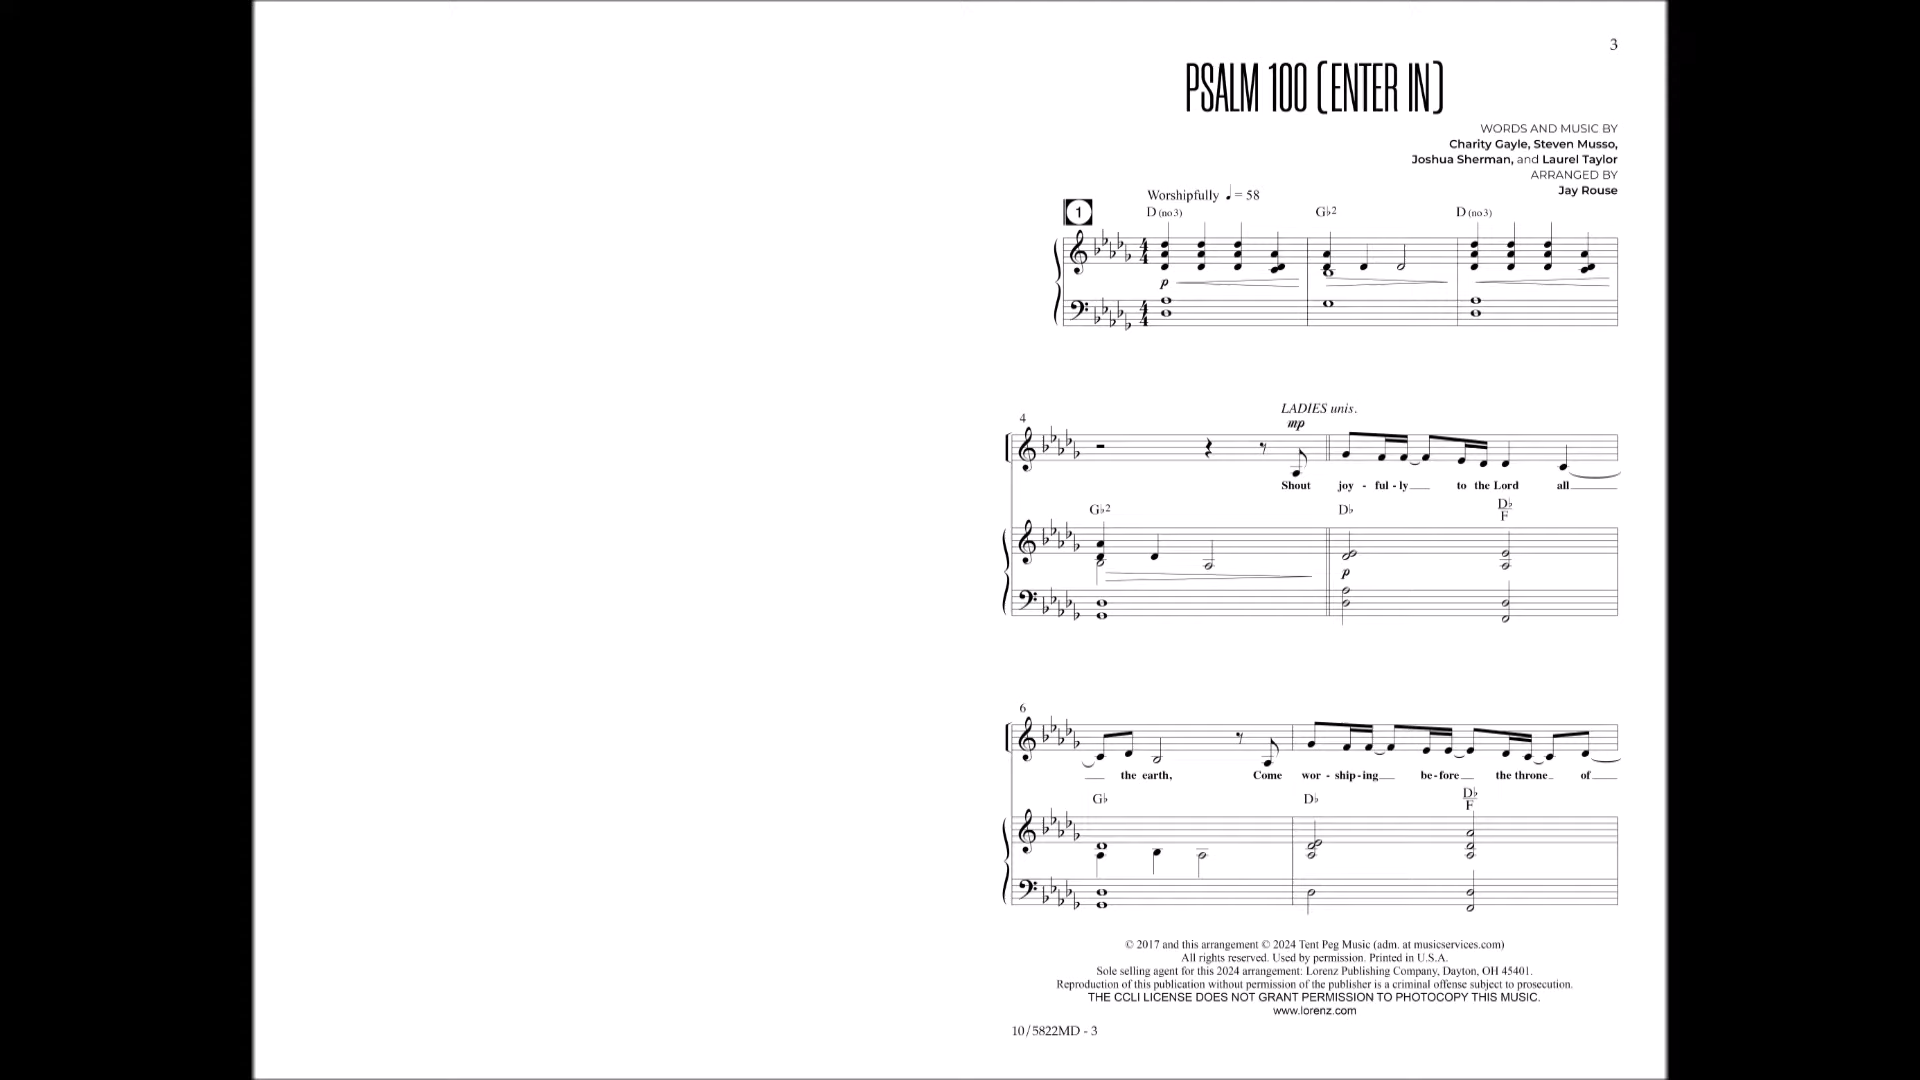 3
PSALM 100 (ENTER IN)
WORDS AND MUSIC BY
Charity Gayle, Steven Musso,
Joshua Sherman, and Laurel Taylor
ARRANGED BY
Jay Rouse
Worshipfully ♩ = 58
1
D (no3) G♭2 D (no3)
p
LADIES unis.
4
mp
Shout joy - ful - ly to the Lord all
G♭2 D♭ D♭/F
p
6
the earth, Come wor - ship - ing be - fore the throne of
G♭ D♭ D♭/F
© 2017 and this arrangement © 2024 Tent Peg Music (adm. at musicservices.com)
All rights reserved. Used by permission. Printed in U.S.A.
Sole selling agent for this 2024 arrangement: Lorenz Publishing Company, Dayton, OH 45401.
Reproduction of this publication without permission of the publisher is a criminal offense subject to prosecution.
THE CCLI LICENSE DOES NOT GRANT PERMISSION TO PHOTOCOPY THIS MUSIC.
www.lorenz.com
10/5822MD - 3